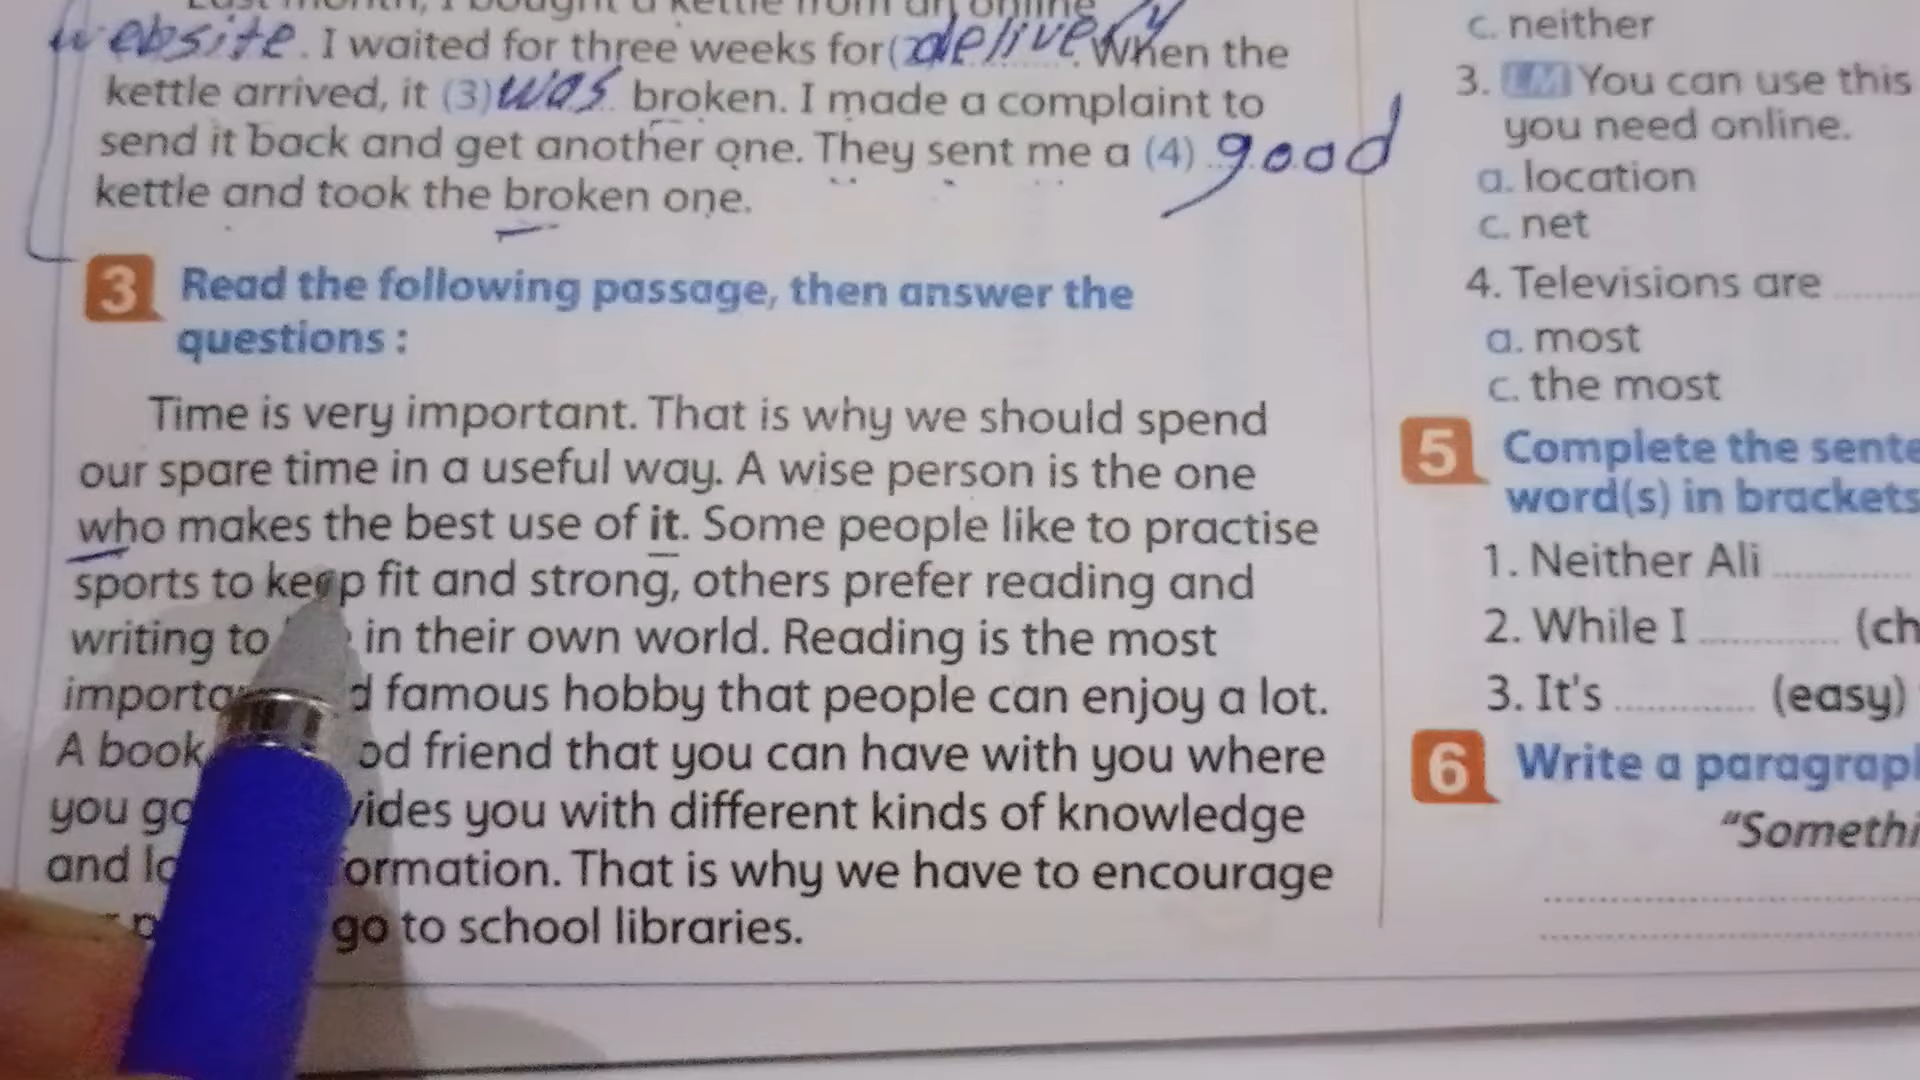 Last month, I bought a kettle from an online
website. I waited for three weeks for (2) delivery. When the
kettle arrived, it (3) was broken. I made a complaint to
send it back and get another one. They sent me a (4) good
kettle and took the broken one.
3 Read the following passage, then answer the
questions :
Time is very important. That is why we should spend
our spare time in a useful way. A wise person is the one
who makes the best use of it. Some people like to practise
sports to keep fit and strong, others prefer reading and
writing to in their own world. Reading is the most
famous hobby that people can enjoy a lot.
A book friend that you can have with you where
you go you with different kinds of knowledge
and That is why we have to encourage
go to school libraries.
c. neither
3. LM You can use this
you need online.
a. location
c. net
4. Televisions are
a. most
c. the most
5 Complete the sente
word(s) in brackets
1. Neither Ali
2. While I (ch
3. It's (easy)
6 Write a paragrap
"Somethi